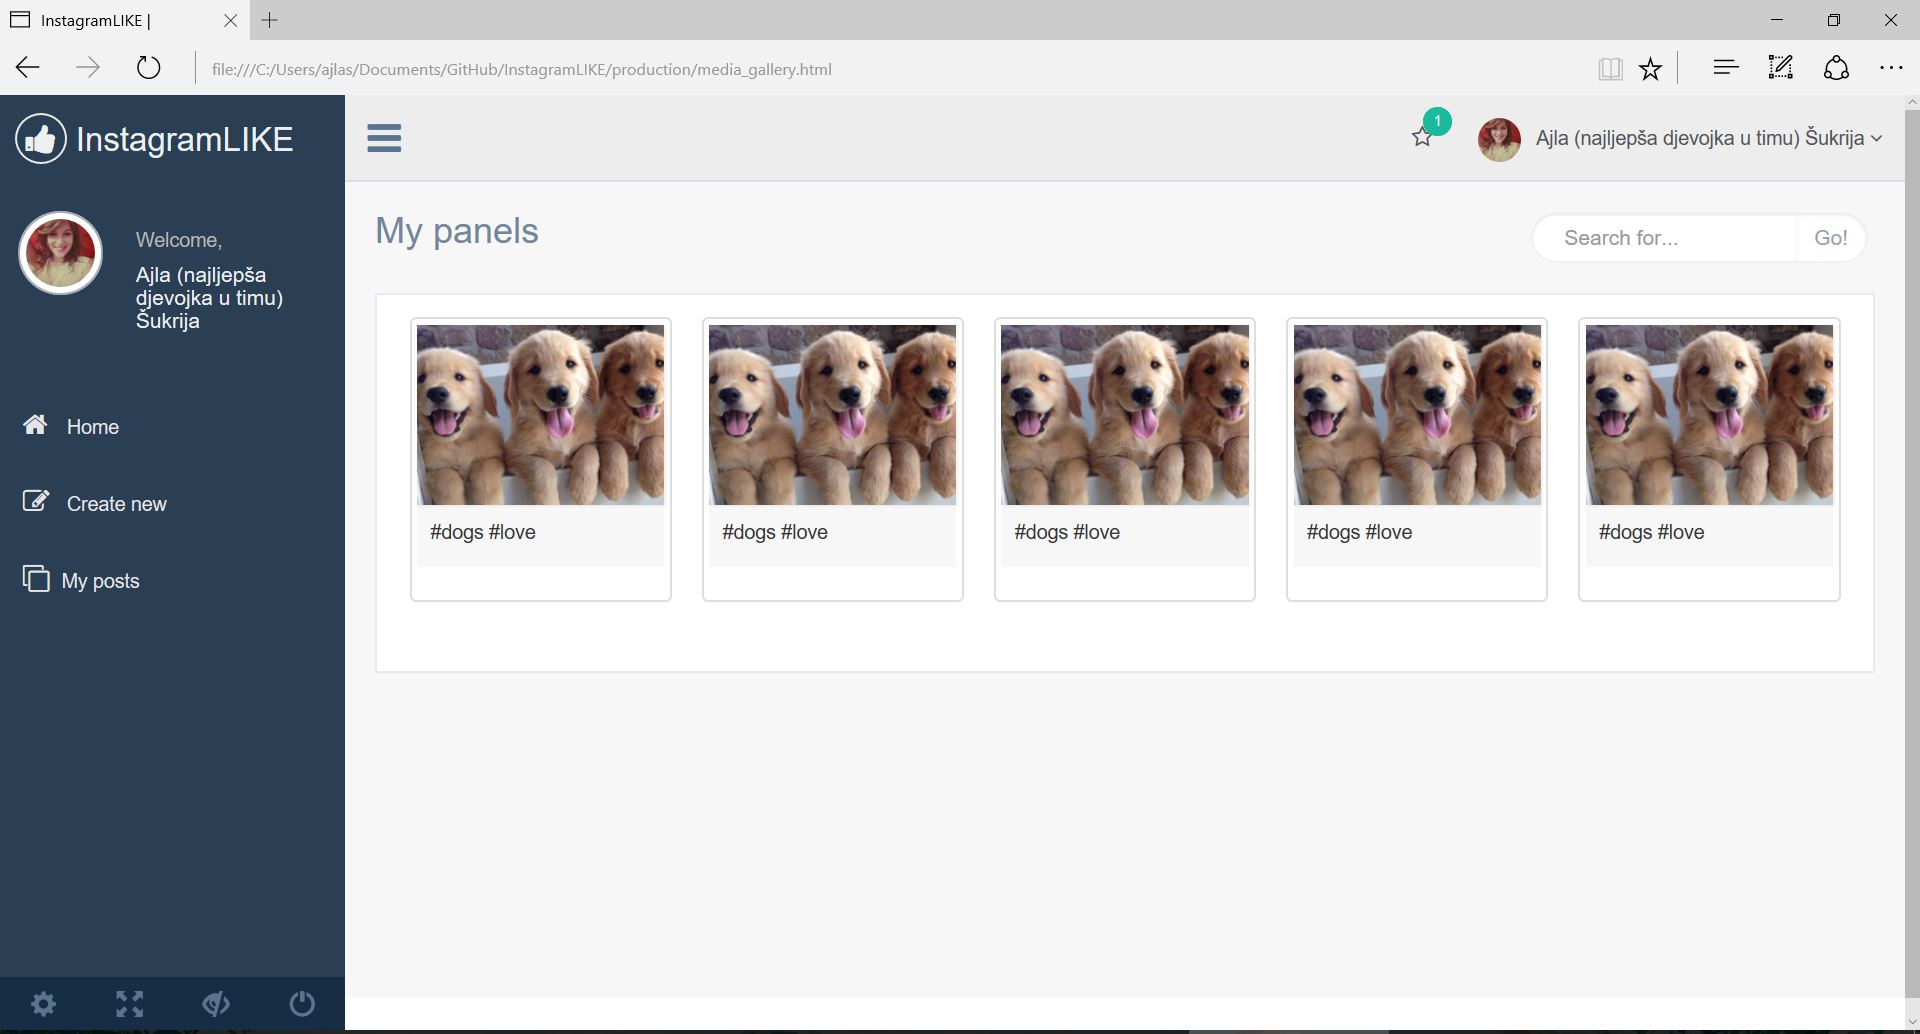 InstagramLIKE |
file:///C:/Users/ajlas/Documents/GitHub/InstagramLIKE/production/media_gallery.html
InstagramLIKE
1
Ajla (najljepša djevojka u timu) Šukrija
Welcome,
Ajla (najljepša
djevojka u timu)
Šukrija
Home
Create new
My posts
My panels
Search for...
Go!
#dogs #love
#dogs #love
#dogs #love
#dogs #love
#dogs #love